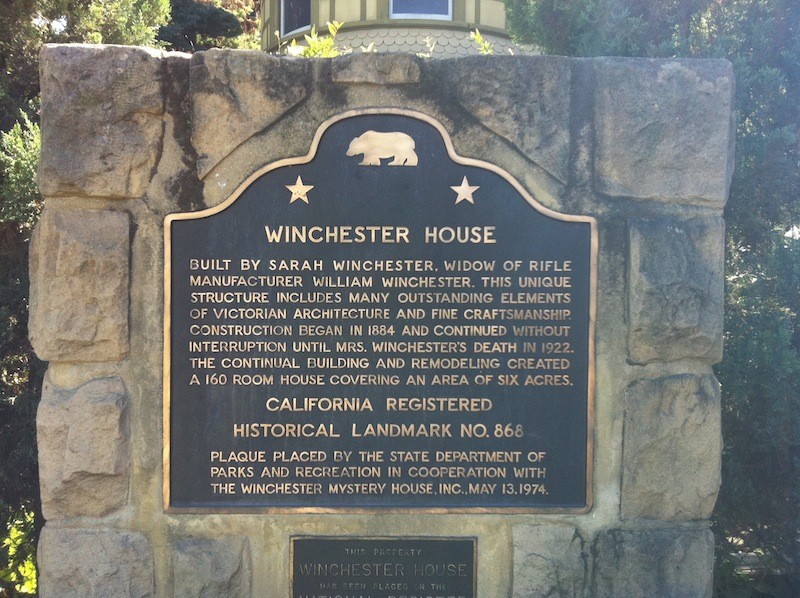 WINCHESTER HOUSE
BUILT BY SARAH WINCHESTER, WIDOW OF RIFLE
MANUFACTURER WILLIAM WINCHESTER. THIS UNIQUE
STRUCTURE INCLUDES MANY OUTSTANDING ELEMENTS
OF VICTORIAN ARCHITECTURE AND FINE CRAFTSMANSHIP.
CONSTRUCTION BEGAN IN 1884 AND CONTINUED WITHOUT
INTERRUPTION UNTIL MRS. WINCHESTER'S DEATH IN 1922.
THE CONTINUAL BUILDING AND REMODELING CREATED
A 160 ROOM HOUSE COVERING AN AREA OF SIX ACRES.
CALIFORNIA REGISTERED
HISTORICAL LANDMARK NO. 868
PLAQUE PLACED BY THE STATE DEPARTMENT OF
PARKS AND RECREATION IN COOPERATION WITH
THE WINCHESTER MYSTERY HOUSE, INC., MAY 13, 1974.
THIS PROPERTY
WINCHESTER HOUSE
HAS BEEN PLACED ON THE
NATIONAL REGISTER